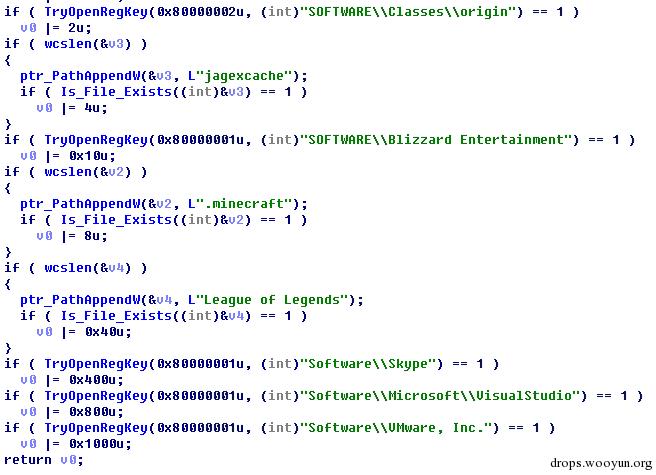 if ( TryOpenRegKey(0x80000002u, (int)"SOFTWARE\\Classes\\origin") == 1 )
  v0 |= 2u;
if ( wcslen(&v3) )
{
  ptr_PathAppendW(&v3, L"jagexcache");
  if ( Is_File_Exists((int)&v3) == 1 )
    v0 |= 4u;
}
if ( TryOpenRegKey(0x80000001u, (int)"SOFTWARE\\Blizzard Entertainment") == 1 )
  v0 |= 0x10u;
if ( wcslen(&v2) )
{
  ptr_PathAppendW(&v2, L".minecraft");
  if ( Is_File_Exists((int)&v2) == 1 )
    v0 |= 8u;
}
if ( wcslen(&v4) )
{
  ptr_PathAppendW(&v4, L"League of Legends");
  if ( Is_File_Exists((int)&v4) == 1 )
    v0 |= 0x40u;
}
if ( TryOpenRegKey(0x80000001u, (int)"Software\\Skype") == 1 )
  v0 |= 0x400u;
if ( TryOpenRegKey(0x80000001u, (int)"Software\\Microsoft\\VisualStudio") == 1 )
  v0 |= 0x800u;
if ( TryOpenRegKey(0x80000001u, (int)"Software\\VMware, Inc.") == 1 )
  v0 |= 0x1000u;
return v0;
drops.wooyun.org